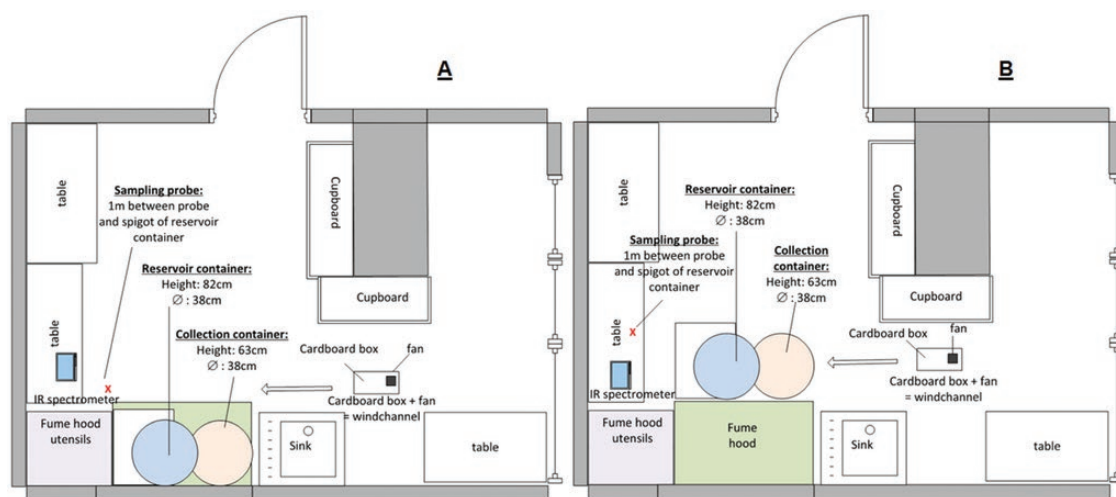 A
table
Sampling probe:
1m between probe
and spigot of reservoir
container
Reservoir container:
Height: 82cm
∅ : 38cm
Collection container:
Height: 63cm
∅ : 38cm
Cupboard
Cupboard
Cardboard box
fan
Cardboard box + fan
= windchannel
table
X
IR spectrometer
Fume hood
utensils
Sink
table
B
table
Reservoir container:
Height: 82cm
∅ : 38cm
Sampling probe:
1m between probe
and spigot of reservoir
container
Collection
container:
Height: 63cm
∅ : 38cm
Cupboard
Cupboard
Cardboard box
fan
Cardboard box + fan
= windchannel
table
X
IR spectrometer
Fume hood
utensils
Fume
hood
Sink
table